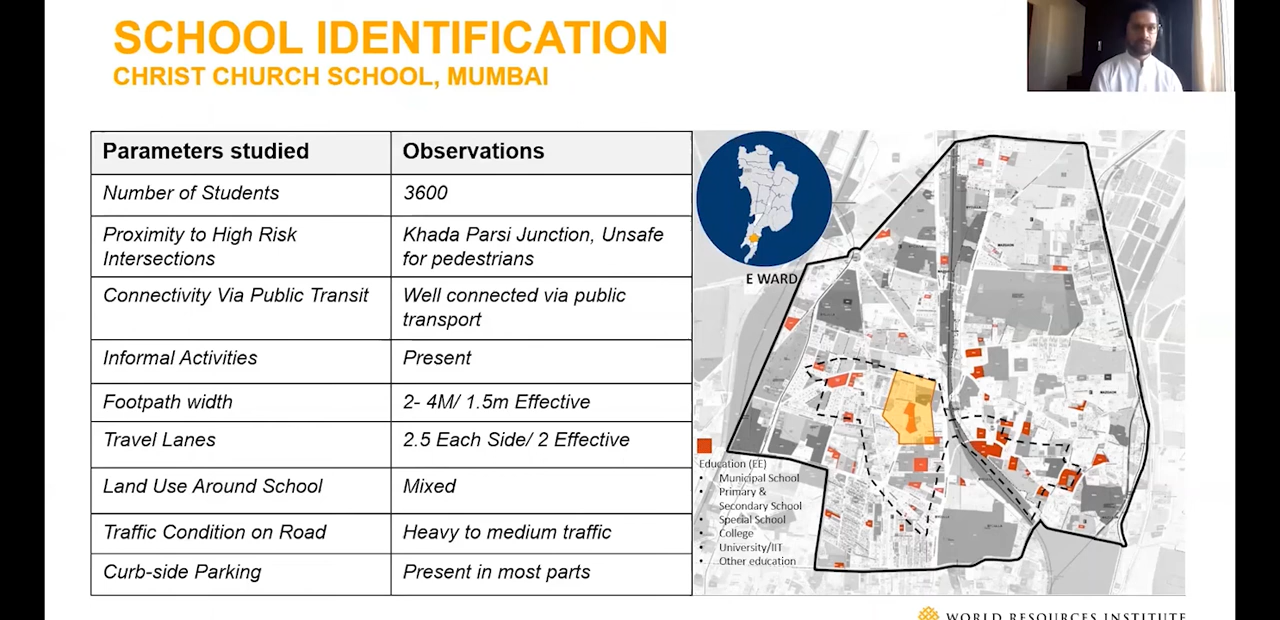 SCHOOL IDENTIFICATION
CHRIST CHURCH SCHOOL, MUMBAI
Parameters studied
Observations
Number of Students
3600
Proximity to High Risk
Intersections
Khada Parsi Junction, Unsafe
for pedestrians
Connectivity Via Public Transit
Well connected via public
transport
Informal Activities
Present
Footpath width
2- 4M/ 1.5m Effective
Travel Lanes
2.5 Each Side/ 2 Effective
Land Use Around School
Mixed
Traffic Condition on Road
Heavy to medium traffic
Curb-side Parking
Present in most parts
E WARD
Education (EE)
• Municipal School
• Primary &
Secondary School
• Special School
• College
• University/IIT
• Other education
WORLD RESOURCES INSTITUTE